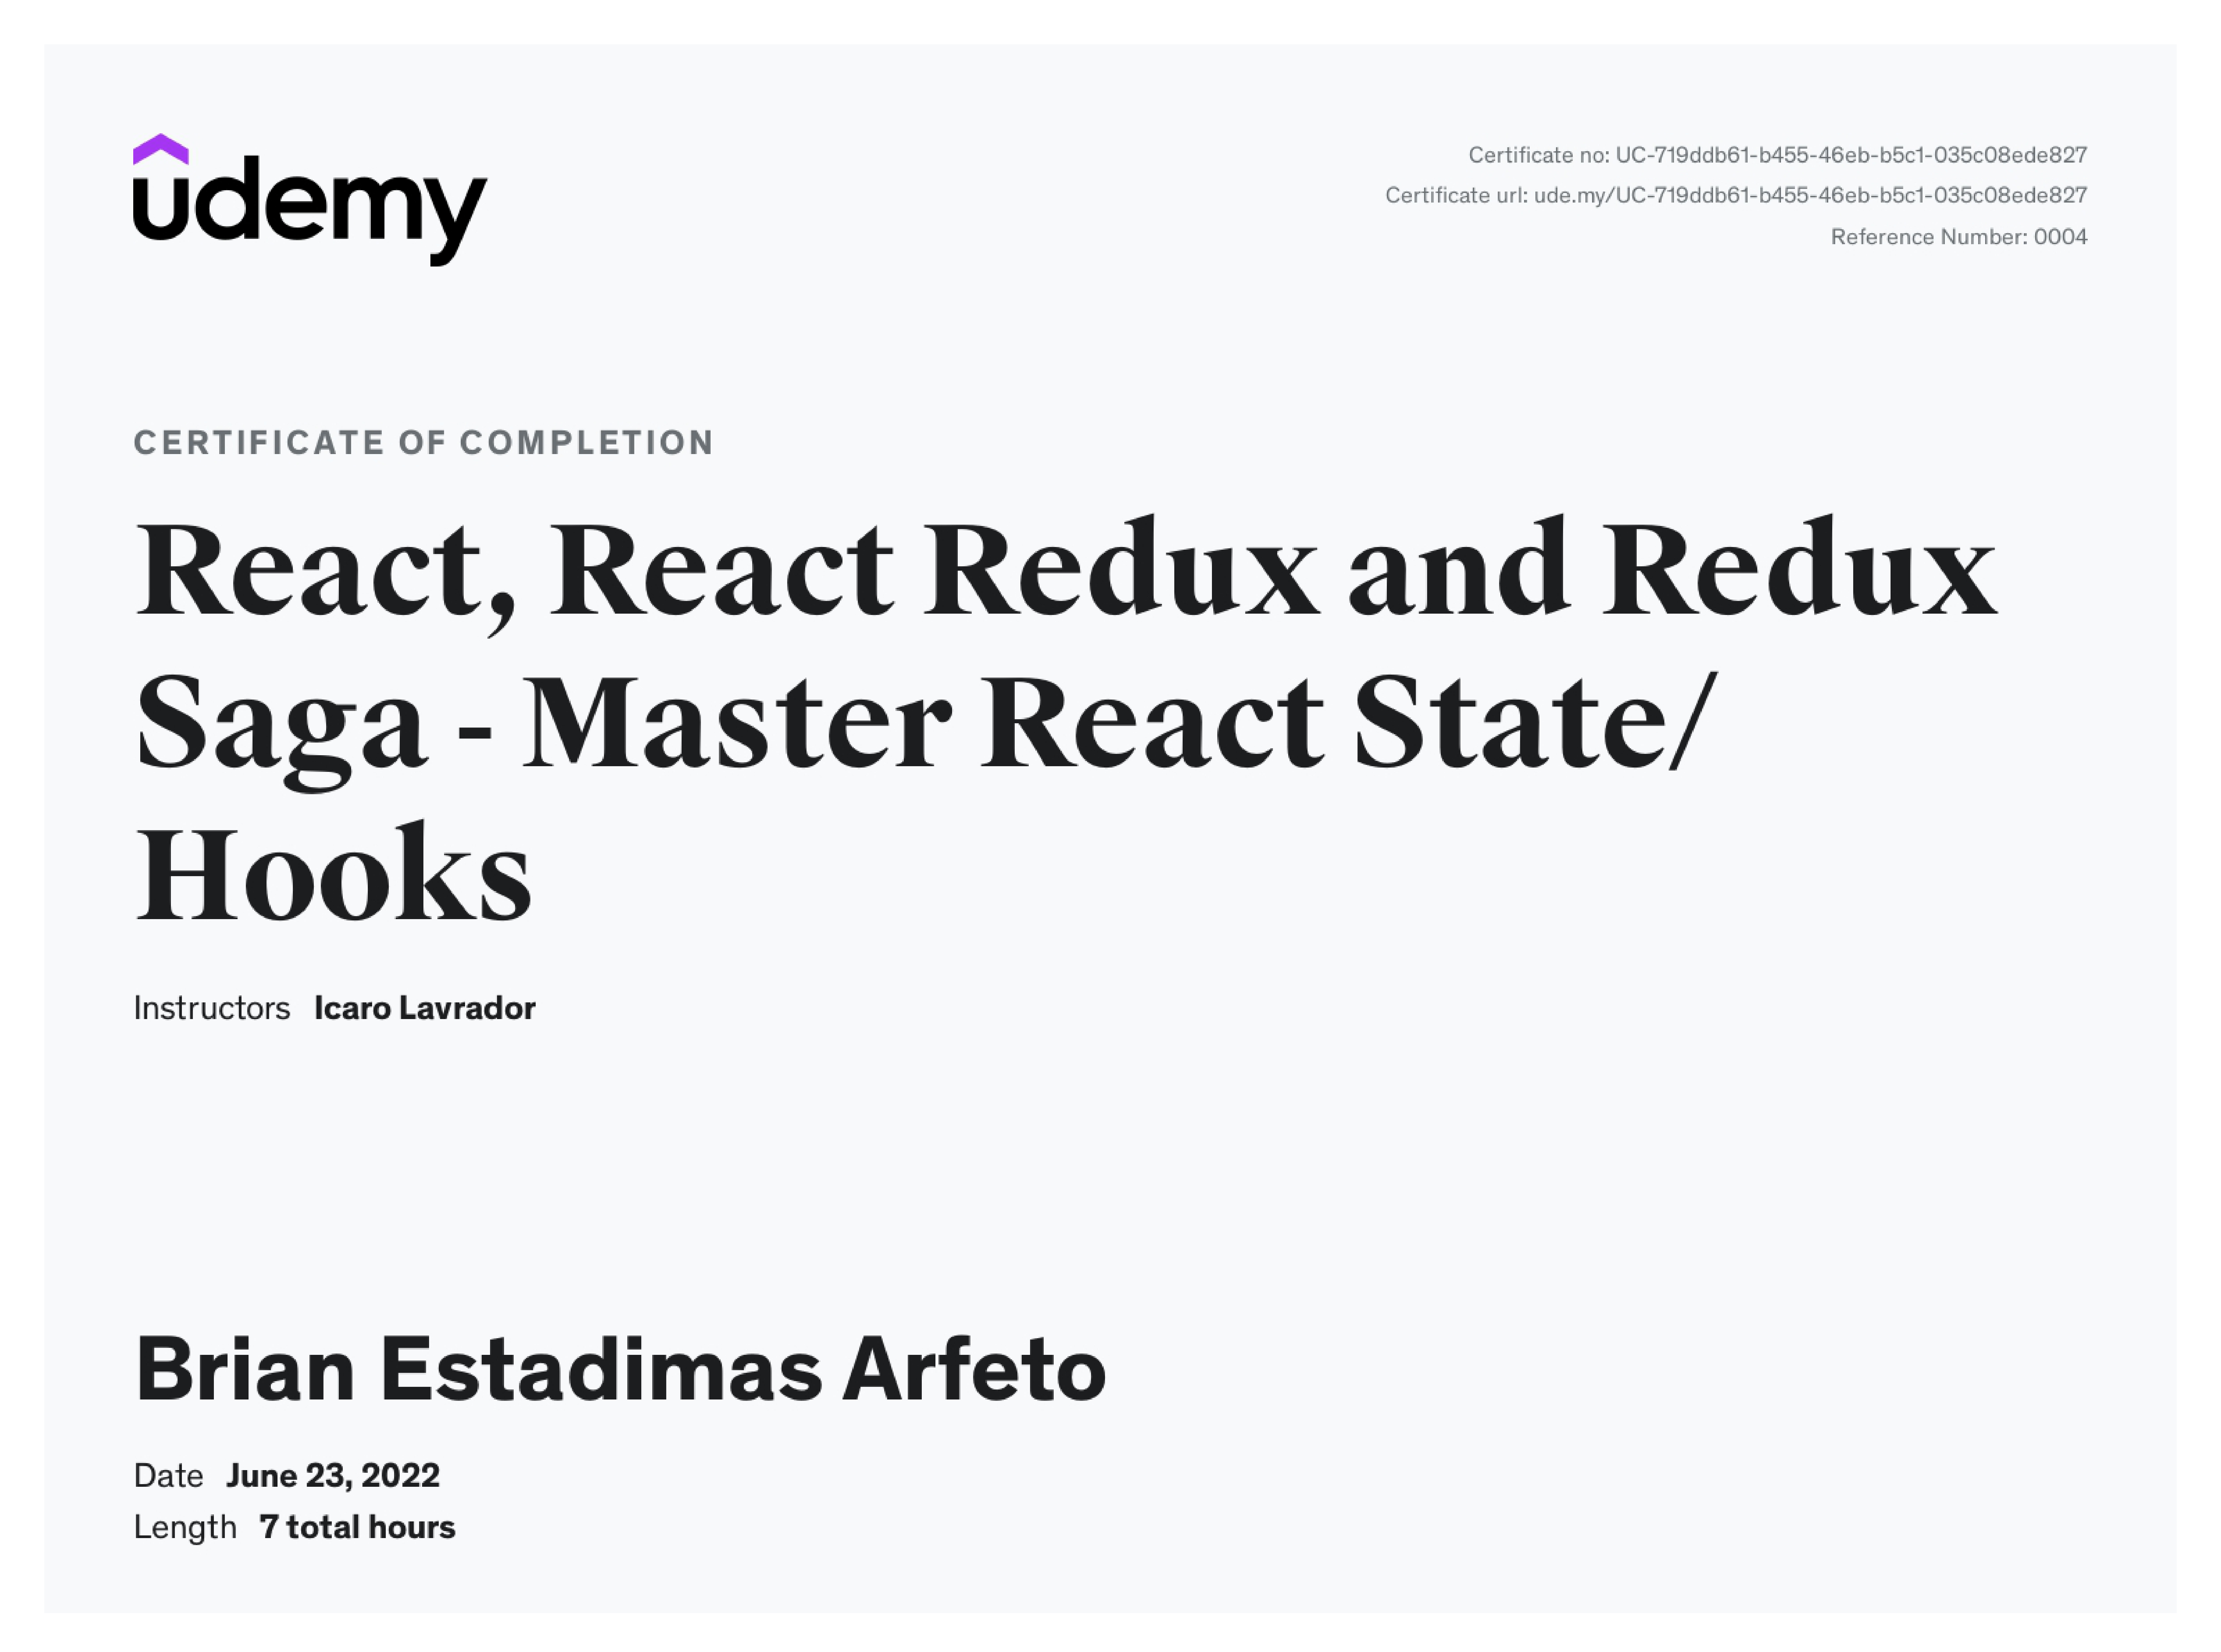 udemy
Certificate no: UC-719ddb61-b455-46eb-b5c1-035c08ede827
Certificate url: ude.my/UC-719ddb61-b455-46eb-b5c1-035c08ede827
Reference Number: 0004
CERTIFICATE OF COMPLETION
React, React Redux and Redux
Saga - Master React State/
Hooks
Instructors Icaro Lavrador
Brian Estadimas Arfeto
Date June 23, 2022
Length 7 total hours